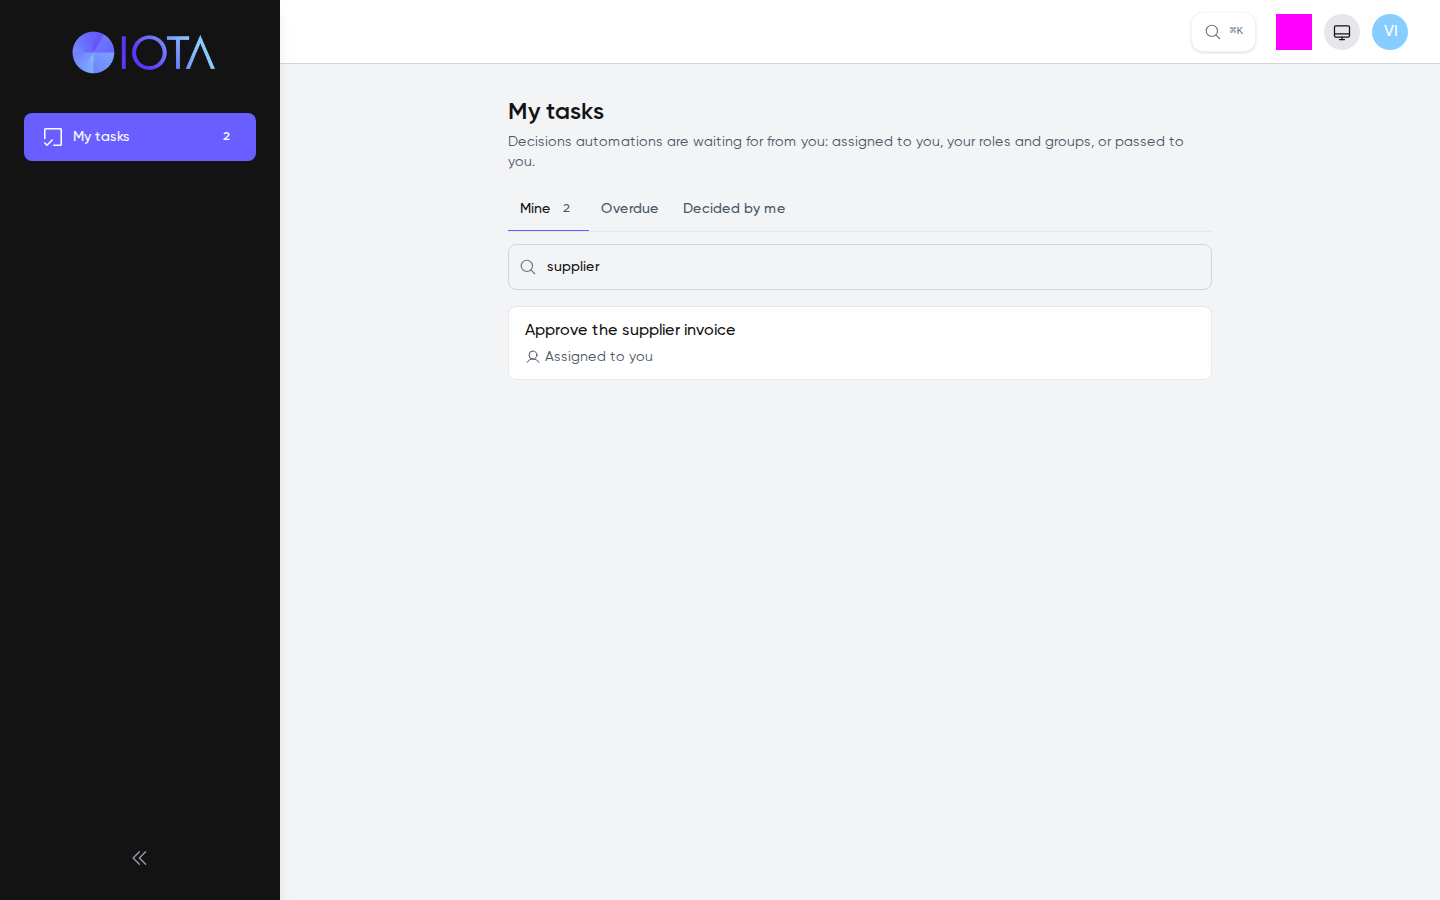 IOTA
⌘K
VI
My tasks 2
My tasks
Decisions automations are waiting for from you: assigned to you, your roles and groups, or passed to
you.
Mine 2 Overdue Decided by me
supplier
Approve the supplier invoice
Assigned to you